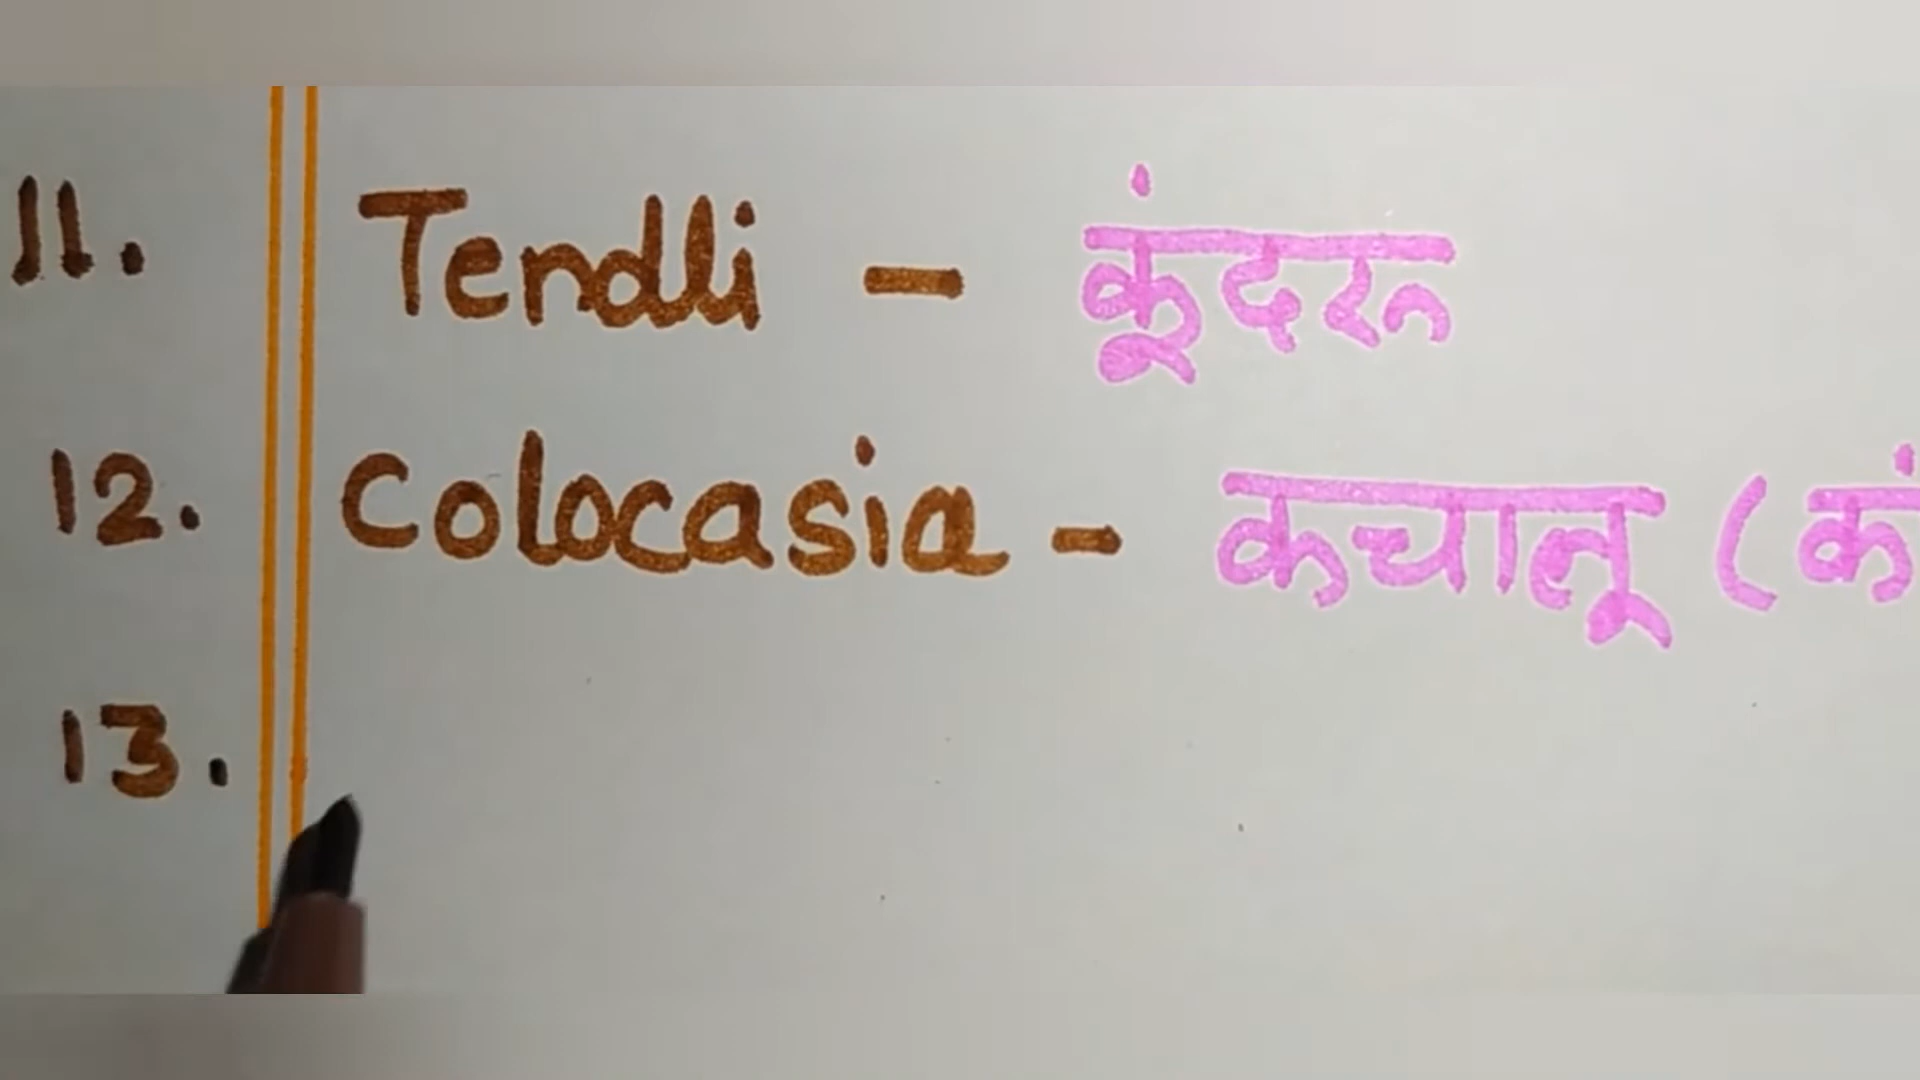 11. Tendli - कूंदरू
12. Colocasia - कचालू (कं
13.